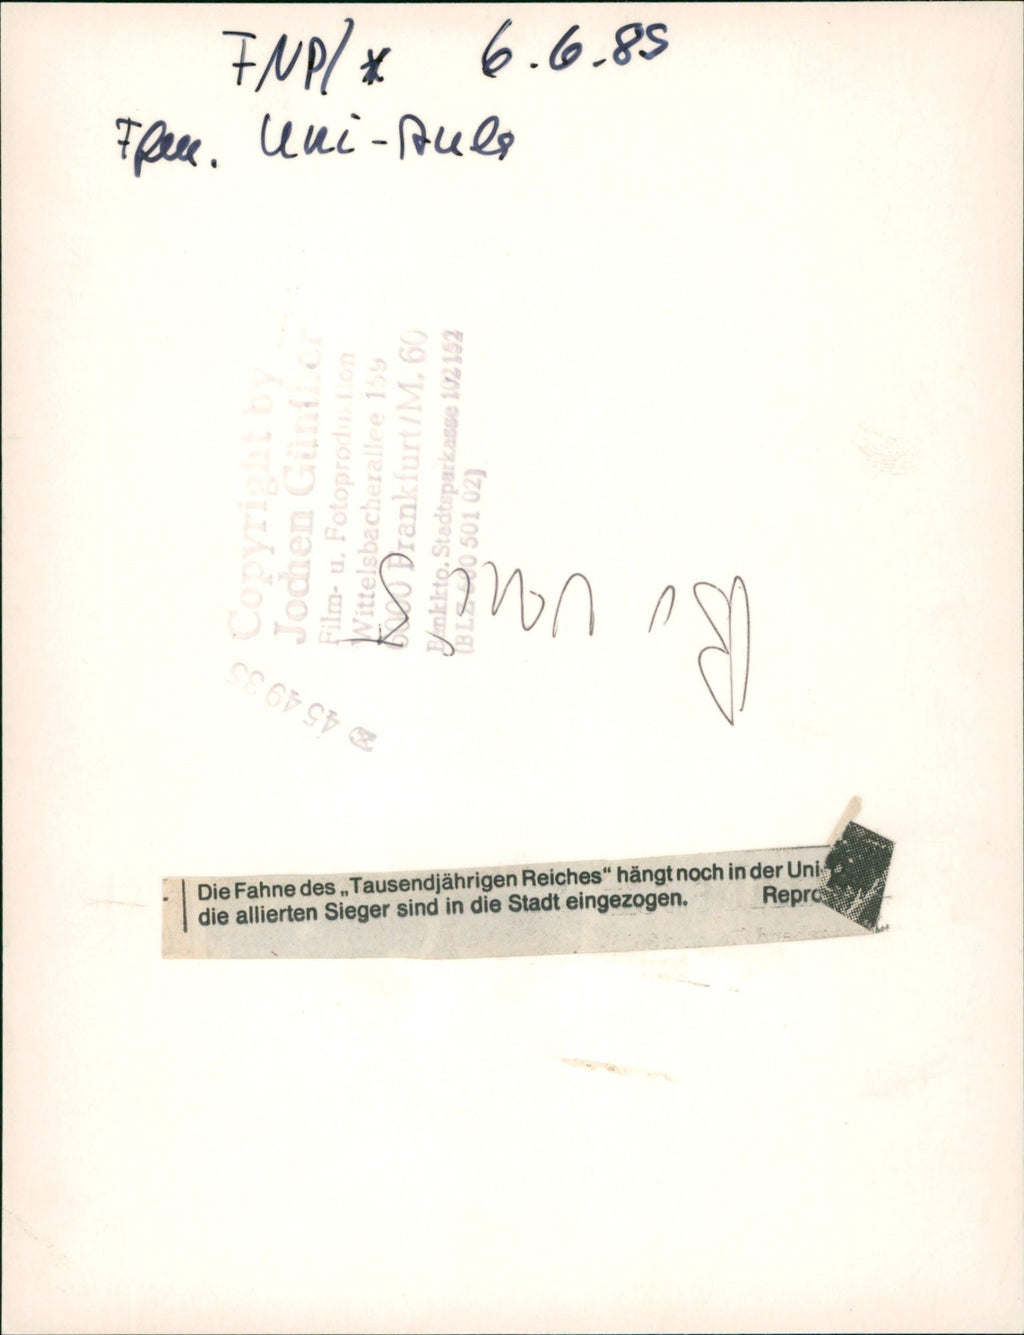 FNP/* 6.6.85
Ffm. Uni-Aula
Copyright by
Jochen Günther
Film- u. Fotoproduktion
Wittelsbacherallee 159
6000 Frankfurt/M. 60
Bankkto. Stadtsparkasse 102152
(BLZ 500 501 02)
45 49 35
Die Fahne des „Tausendjährigen Reiches“ hängt noch in der Uni-
die allierten Sieger sind in die Stadt eingezogen. Repro